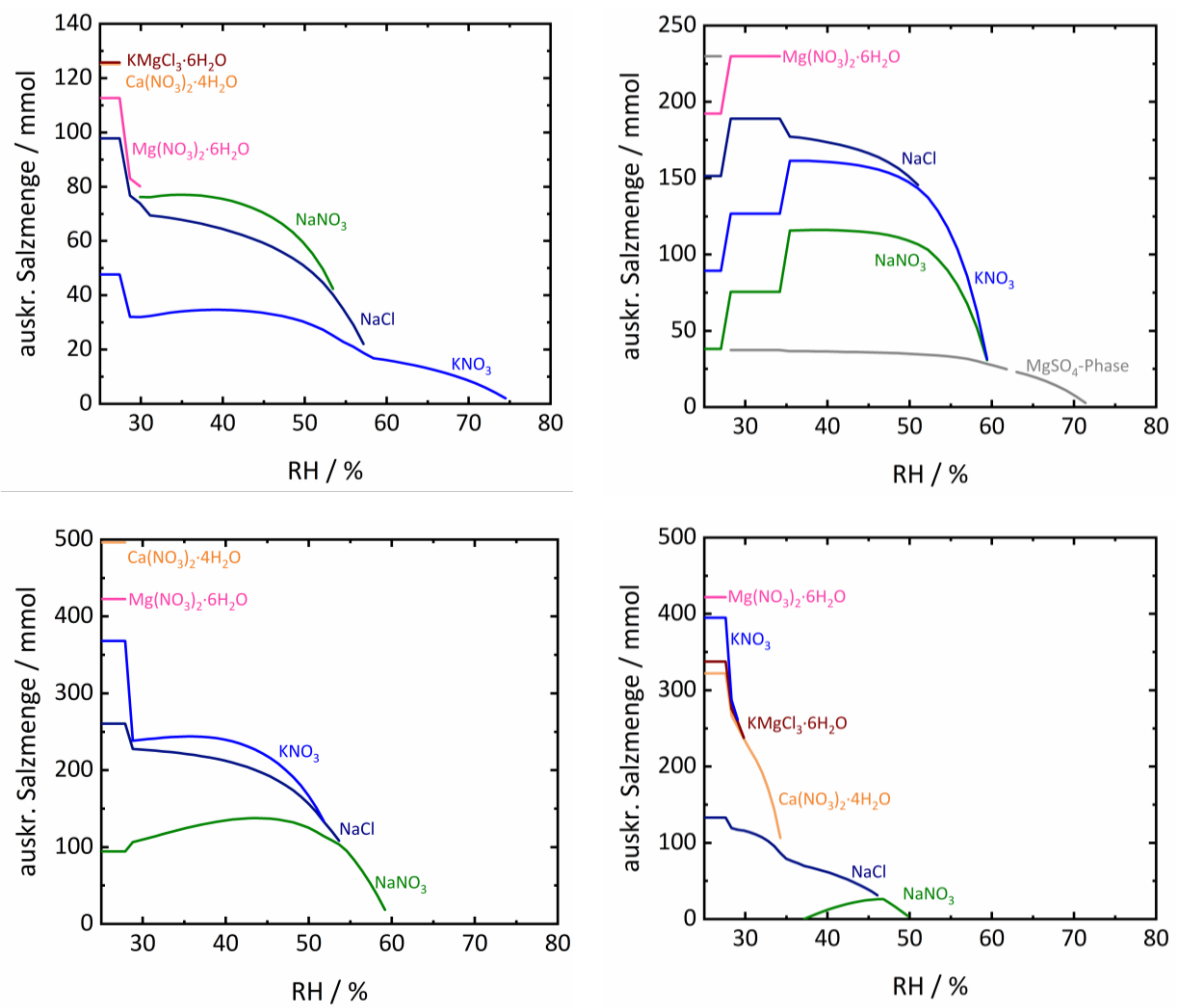 140
120
100
80
60
40
20
0
auskr. Salzmenge / mmol
KMgCl₃·6H₂O
Ca(NO₃)₂·4H₂O
Mg(NO₃)₂·6H₂O
NaNO₃
NaCl
KNO₃
30 40 50 60 70 80
RH / %
250
200
150
100
50
0
auskr. Salzmenge / mmol
Mg(NO₃)₂·6H₂O
NaCl
NaNO₃
KNO₃
MgSO₄-Phase
30 40 50 60 70 80
RH / %
500
400
300
200
100
0
auskr. Salzmenge / mmol
Ca(NO₃)₂·4H₂O
Mg(NO₃)₂·6H₂O
KNO₃
NaCl
NaNO₃
30 40 50 60 70 80
RH / %
500
400
300
200
100
0
auskr. Salzmenge / mmol
Mg(NO₃)₂·6H₂O
KNO₃
KMgCl₃·6H₂O
Ca(NO₃)₂·4H₂O
NaCl
NaNO₃
30 40 50 60 70 80
RH / %